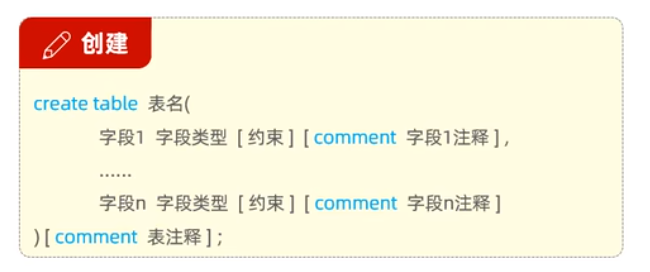 创建
create table 表名(
字段1 字段类型 [ 约束 ] [ comment 字段1注释 ] ,
......
字段n 字段类型 [ 约束 ] [ comment 字段n注释 ]
) [ comment 表注释 ] ;